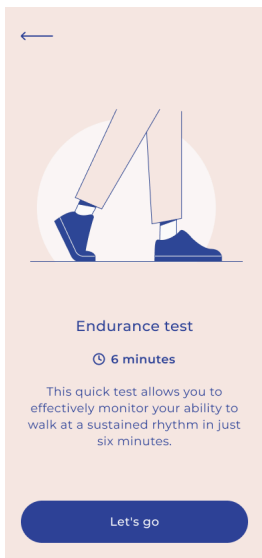 Endurance test
6 minutes
This quick test allows you to
effectively monitor your ability to
walk at a sustained rhythm in just
six minutes.
Let's go